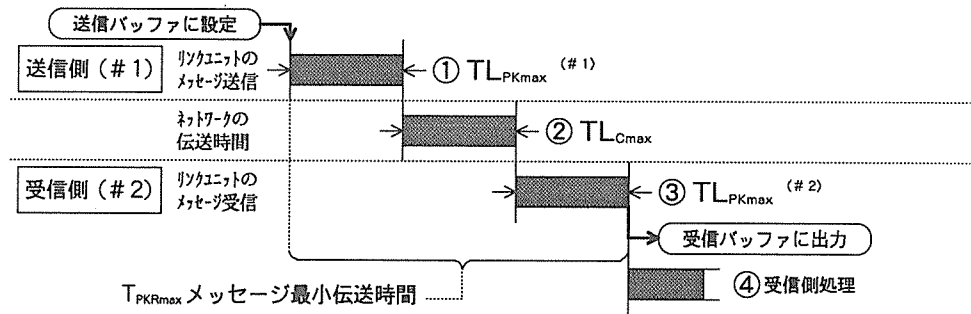 送信バッファに設定
送信側(#1)
リンクユニットの
メッセージ送信
① TLPKmax (#1)
ネットワークの
伝送時間
② TLCmax
受信側(#2)
リンクユニットの
メッセージ受信
③ TLPKmax (#2)
受信バッファに出力
TPKRmax メッセージ最小伝送時間
④ 受信側処理